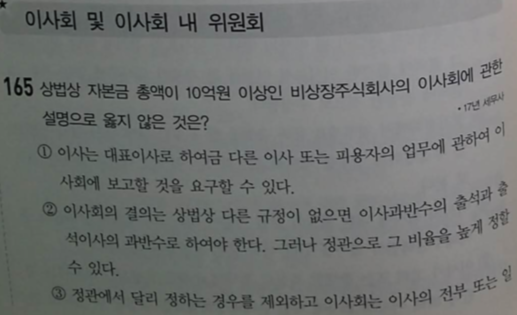 이사회 및 이사회 내 위원회
165 상법상 자본금 총액이 10억원 이상인 비상장주식회사의 이사회에 관한
설명으로 옳지 않은 것은?
• 17년 세무사
① 이사는 대표이사로 하여금 다른 이사 또는 피용자의 업무에 관하여 이
사회에 보고할 것을 요구할 수 있다.
② 이사회의 결의는 상법상 다른 규정이 없으면 이사과반수의 출석과 출
석이사의 과반수로 하여야 한다. 그러나 정관으로 그 비율을 높게 정할
수 있다.
③ 정관에서 달리 정하는 경우를 제외하고 이사회는 이사의 전부 또는 일